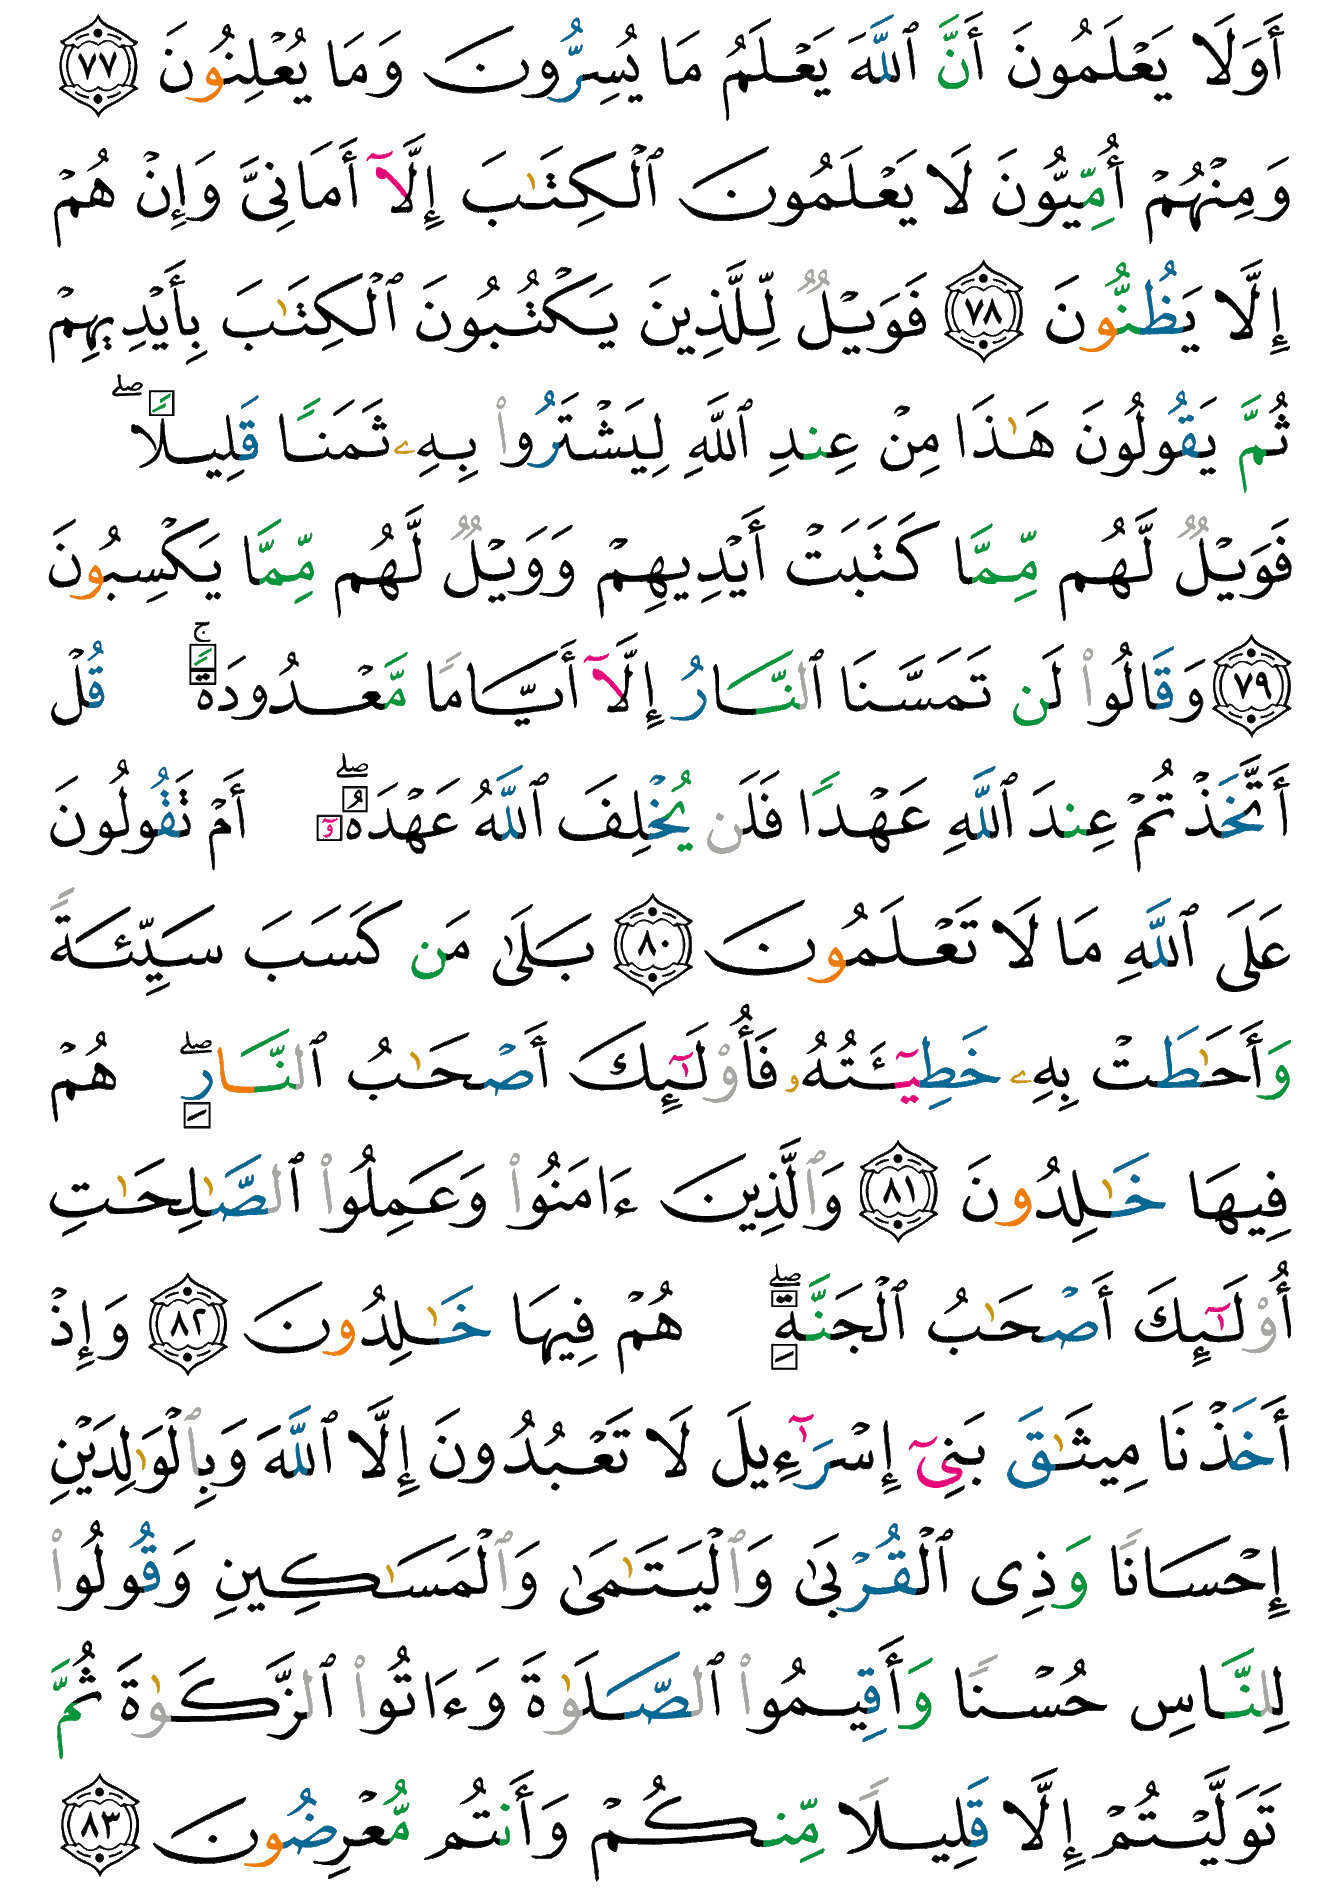 أَوَلَا يَعْلَمُونَ أَنَّ ٱللَّهَ يَعْلَمُ مَا يُسِرُّونَ وَمَا يُعْلِنُونَ ٧٧
وَمِنْهُمْ أُمِّيُّونَ لَا يَعْلَمُونَ ٱلْكِتَٰبَ إِلَّآ أَمَانِىَّ وَإِنْ هُمْ
إِلَّا يَظُنُّونَ ٧٨ فَوَيْلٌ لِّلَّذِينَ يَكْتُبُونَ ٱلْكِتَٰبَ بِأَيْدِيهِمْ
ثُمَّ يَقُولُونَ هَٰذَا مِنْ عِندِ ٱللَّهِ لِيَشْتَرُوا۟ بِهِۦ ثَمَنًا قَلِيلًا ۖ
فَوَيْلٌ لَّهُم مِّمَّا كَتَبَتْ أَيْدِيهِمْ وَوَيْلٌ لَّهُم مِّمَّا يَكْسِبُونَ
٧٩ وَقَالُوا۟ لَن تَمَسَّنَا ٱلنَّارُ إِلَّآ أَيَّامًا مَّعْدُودَةً ۚ قُلْ
أَتَّخَذْتُمْ عِندَ ٱللَّهِ عَهْدًا فَلَن يُخْلِفَ ٱللَّهُ عَهْدَهُۥٓ ۖ أَمْ تَقُولُونَ
عَلَى ٱللَّهِ مَا لَا تَعْلَمُونَ ٨٠ بَلَىٰ مَن كَسَبَ سَيِّئَةً
وَأَحَٰطَتْ بِهِۦ خَطِيٓـَٔتُهُۥ فَأُو۟لَٰٓئِكَ أَصْحَٰبُ ٱلنَّارِ ۖ هُمْ
فِيهَا خَٰلِدُونَ ٨١ وَٱلَّذِينَ ءَامَنُوا۟ وَعَمِلُوا۟ ٱلصَّٰلِحَٰتِ
أُو۟لَٰٓئِكَ أَصْحَٰبُ ٱلْجَنَّةِ ۖ هُمْ فِيهَا خَٰلِدُونَ ٨٢ وَإِذْ
أَخَذْنَا مِيثَٰقَ بَنِىٓ إِسْرَٰٓءِيلَ لَا تَعْبُدُونَ إِلَّا ٱللَّهَ وَبِٱلْوَٰلِدَيْنِ
إِحْسَانًا وَذِى ٱلْقُرْبَىٰ وَٱلْيَتَٰمَىٰ وَٱلْمَسَٰكِينِ وَقُولُوا۟
لِلنَّاسِ حُسْنًا وَأَقِيمُوا۟ ٱلصَّلَوٰةَ وَءَاتُوا۟ ٱلزَّكَوٰةَ ثُمَّ
تَوَلَّيْتُمْ إِلَّا قَلِيلًا مِّنكُمْ وَأَنتُم مُّعْرِضُونَ ٨٣